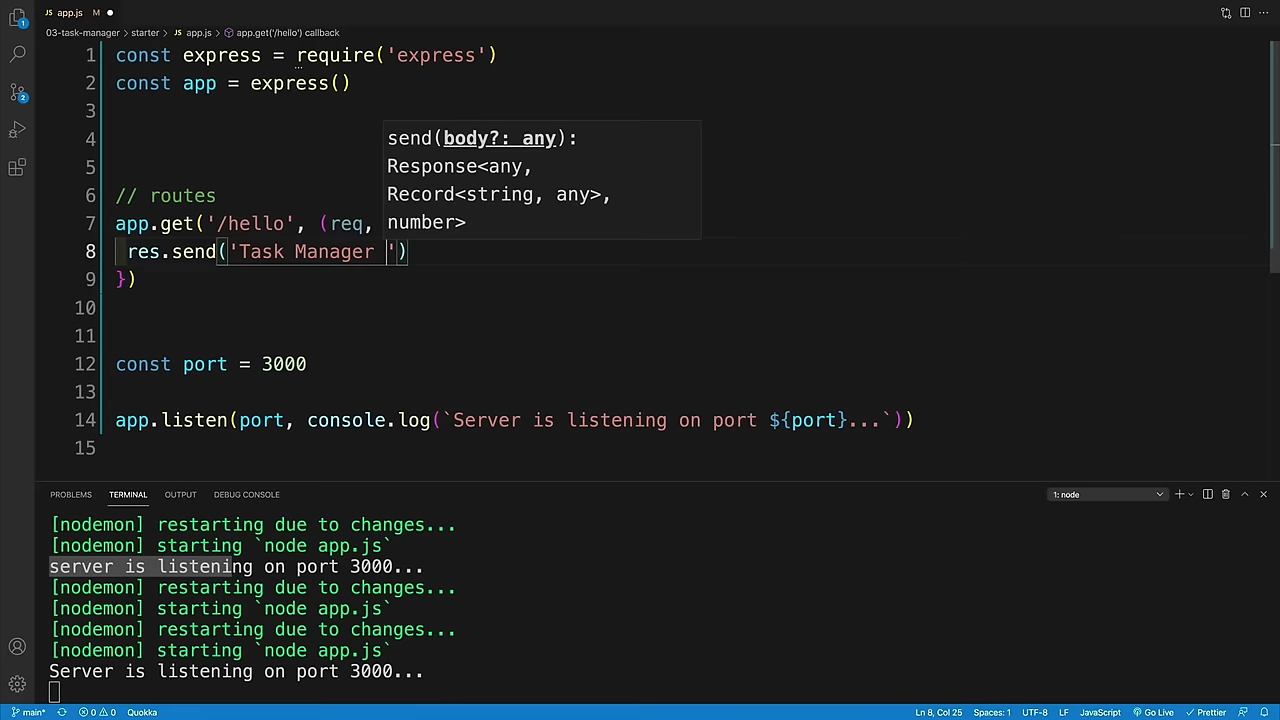 1
JS app.js M ●
03-task-manager > starter > JS app.js > app.get('/hello') callback
1 const express = require('express')
2 const app = express()
3
4
5
6 // routes
7 app.get('/hello', (req,
8 res.send('Task Manager ')
9 })
10
11
12 const port = 3000
13
14 app.listen(port, console.log(`Server is listening on port ${port}...`))
15
send(body?: any):
Response<any,
Record<string, any>,
number>
2
PROBLEMS TERMINAL OUTPUT DEBUG CONSOLE 1: node
[nodemon] restarting due to changes...
[nodemon] starting `node app.js`
server is listening on port 3000...
[nodemon] restarting due to changes...
[nodemon] starting `node app.js`
[nodemon] restarting due to changes...
[nodemon] starting `node app.js`
Server is listening on port 3000...
main* 0 0 Quokka Ln 8, Col 25 Spaces: 1 UTF-8 LF JavaScript Go Live Prettier